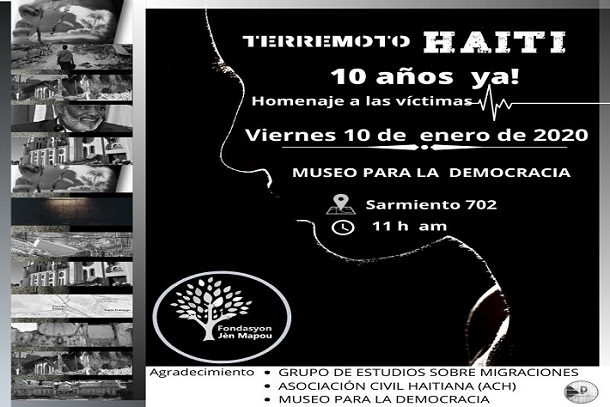 TERREMOTO HAITI
10 años ya!
Homenaje a las víctimas
Viernes 10 de enero de 2020
MUSEO PARA LA DEMOCRACIA
Sarmiento 702
11 h am
Fondasyon
Jèn Mapou
Agradecimiento • GRUPO DE ESTUDIOS SOBRE MIGRACIONES
• ASOCIACIÓN CIVIL HAITIANA (ACH)
• MUSEO PARA LA DEMOCRACIA